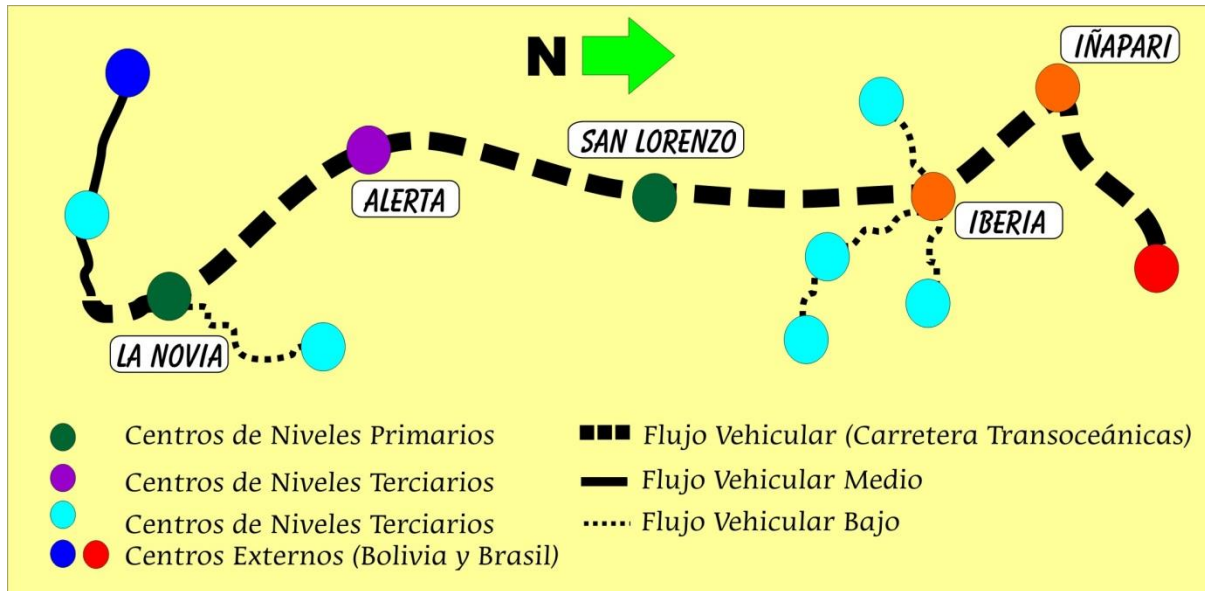 N
IÑAPARI
SAN LORENZO
ALERTA
IBERIA
LA NOVIA
Centros de Niveles Primarios
Centros de Niveles Terciarios
Centros de Niveles Terciarios
Centros Externos (Bolivia y Brasil)
Flujo Vehicular (Carretera Transoceánicas)
Flujo Vehicular Medio
Flujo Vehicular Bajo